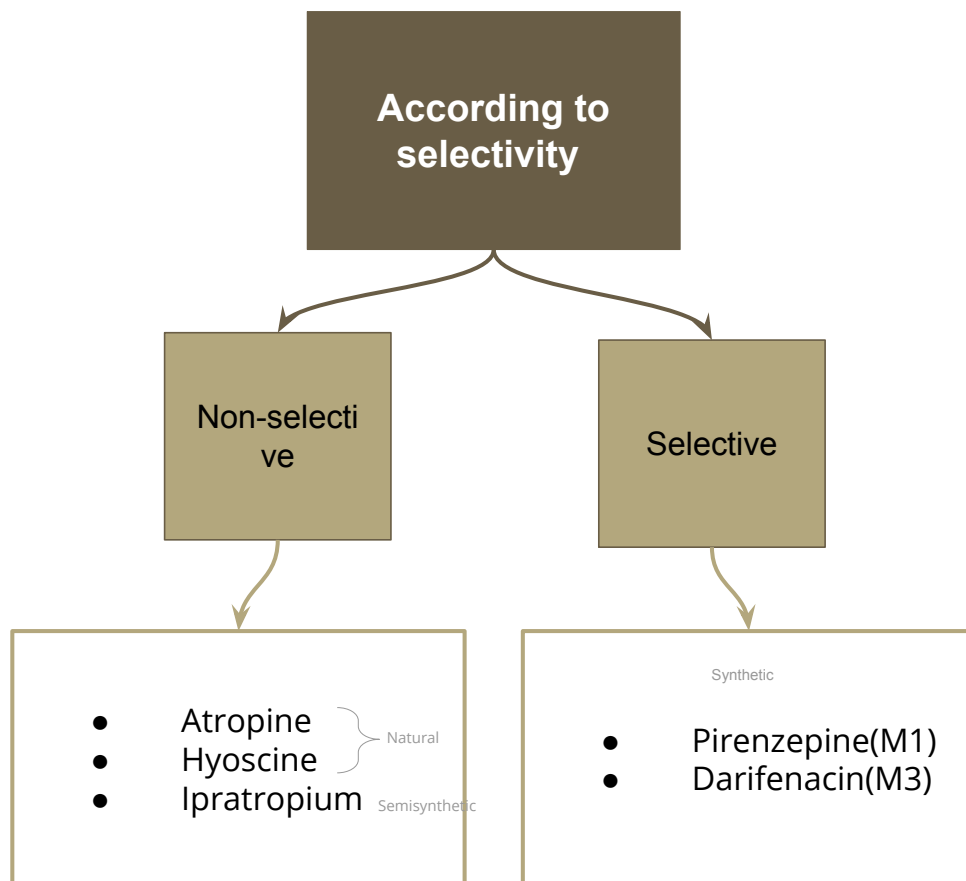 According to
selectivity
Non-selecti
ve
Selective
● Atropine
● Hyoscine
Natural
● Ipratropium Semisynthetic
Synthetic
● Pirenzepine(M1)
● Darifenacin(M3)